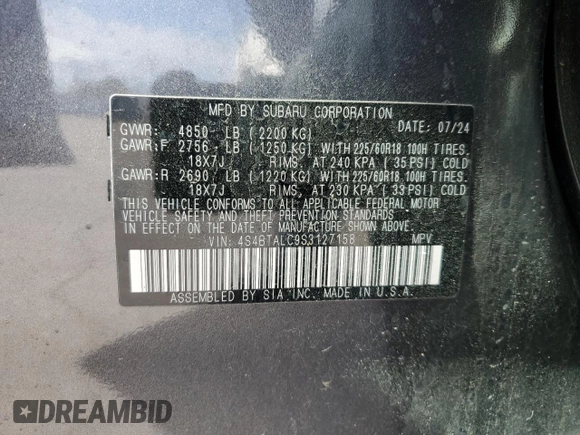 MFD BY SUBARU CORPORATION
GVWR: 4850 LB (2200 KG) DATE: 07/24
GAWR:F 2756 LB (1250 KG) WITH 225/60R18 100H TIRES,
18X7J RIMS, AT 240 KPA (35 PSI) COLD
GAWR:R 2690 LB (1220 KG) WITH 225/60R18 100H TIRES,
18X7J RIMS, AT 230 KPA (33 PSI) COLD
THIS VEHICLE CONFORMS TO ALL APPLICABLE FEDERAL MOTOR
VEHICLE SAFETY AND BUMPER STANDARDS
IN EFFECT ON THE DATE OF MANUFACTURE SHOWN ABOVE.
VIN: 4S4BTALC9S3127158 MPV
ASSEMBLED BY SIA INC. MADE IN U.S.A.
DREAMBID